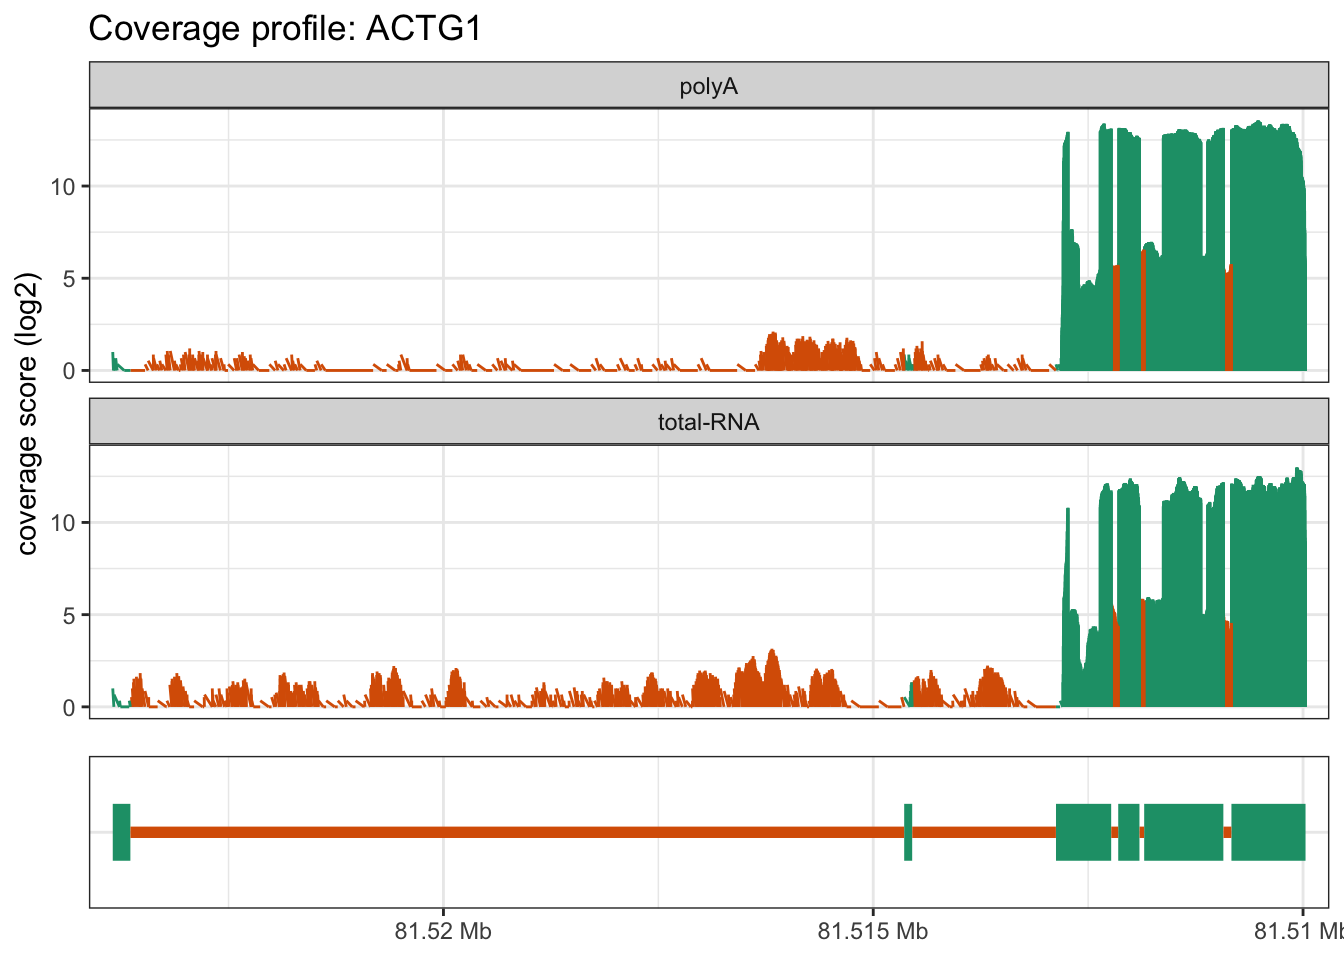 Coverage profile: ACTG1
polyA
10
5
0
coverage score (log2)
total-RNA
10
5
0
81.52 Mb
81.515 Mb
81.51 Mb